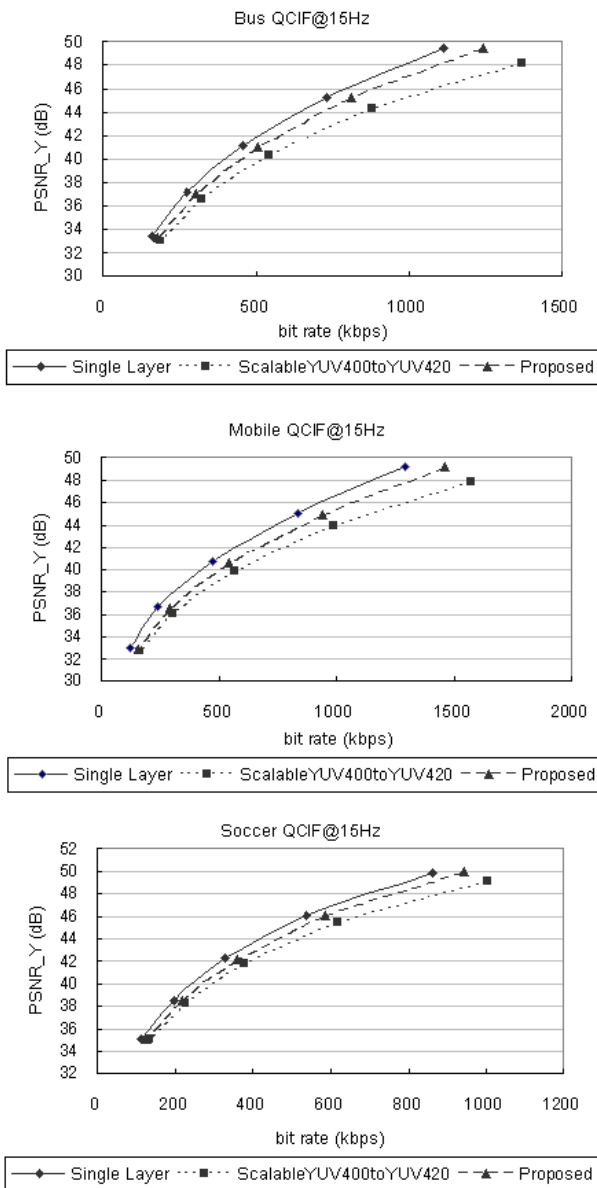 Bus QCIF@15Hz
PSNR_Y (dB)
50
48
46
44
42
40
38
36
34
32
30
0 500 1000 1500
bit rate (kbps)
Single Layer ScalableYUV400toYUV420 Proposed
Mobile QCIF@15Hz
PSNR_Y (dB)
50
48
46
44
42
40
38
36
34
32
30
0 500 1000 1500 2000
bit rate (kbps)
Single Layer ScalableYUV400toYUV420 Proposed
Soccer QCIF@15Hz
PSNR_Y (dB)
52
50
48
46
44
42
40
38
36
34
32
0 200 400 600 800 1000 1200
bit rate (kbps)
Single Layer ScalableYUV400toYUV420 Proposed